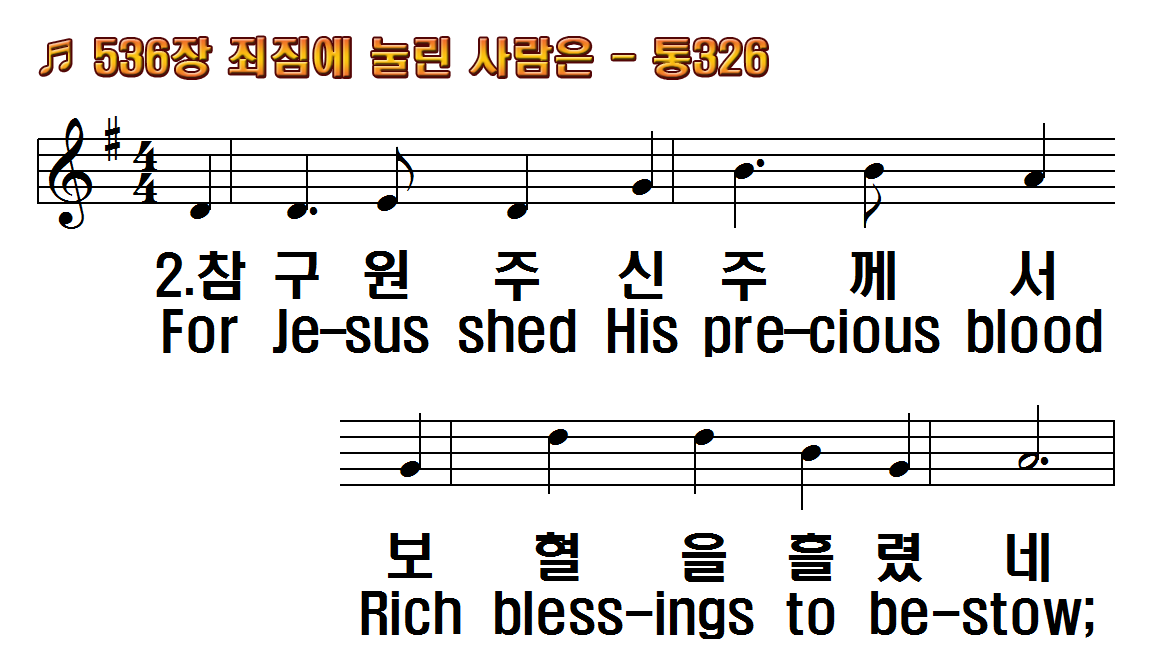 ♬ 536장 죄짐에 눌린 사람은 - 통326
4
4
2.참 구 원 주 신 주 께 서
For Je-sus shed His pre-cious blood
보 혈 을 흘 렸 네
Rich bless-ings to be-stow;